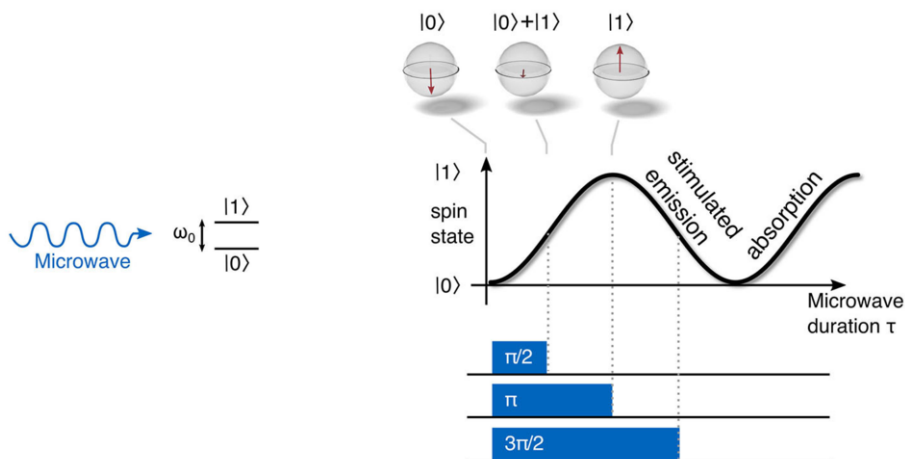 |0⟩
|0⟩+|1⟩
|1⟩
|1⟩
spin
state
|0⟩
stimulated
emission
absorption
Microwave
duration τ
ω₀
|1⟩
|0⟩
Microwave
π/2
π
3π/2